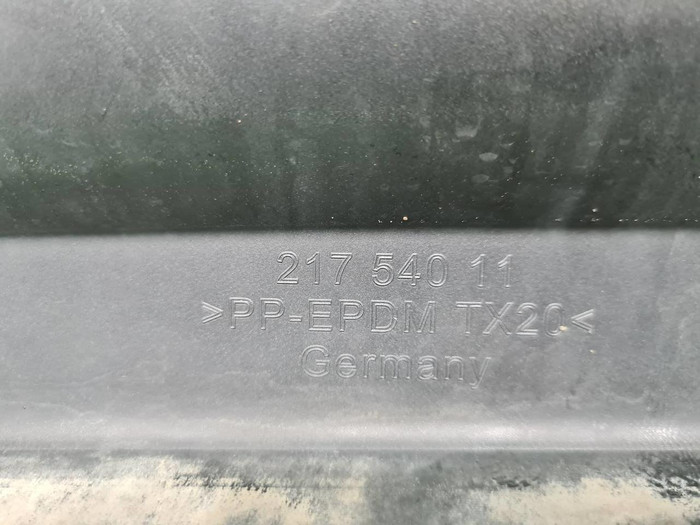 217 540 11
>PP-EPDM TX20<
Germany